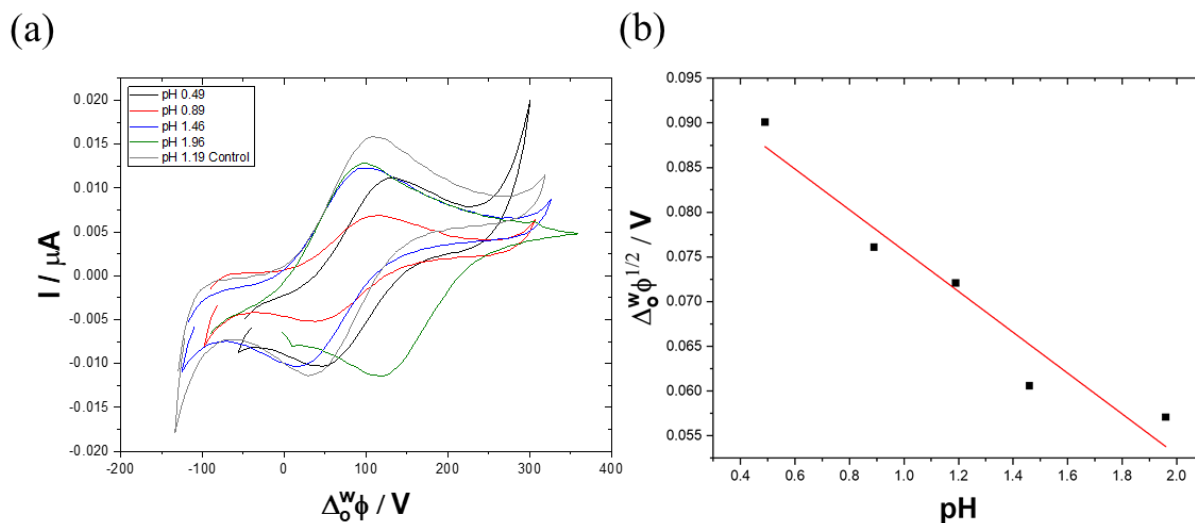 (a)
pH 0.49
pH 0.89
pH 1.46
pH 1.96
pH 1.19 Control
0.020
0.015
0.010
0.005
0.000
-0.005
-0.010
-0.015
-0.020
I / μA
-200 -100 0 100 200 300 400
Δ_o^w ϕ / V
(b)
0.095
0.090
0.085
0.080
0.075
0.070
0.065
0.060
0.055
Δ_o^w ϕ^{1/2} / V
0.4 0.6 0.8 1.0 1.2 1.4 1.6 1.8 2.0
pH